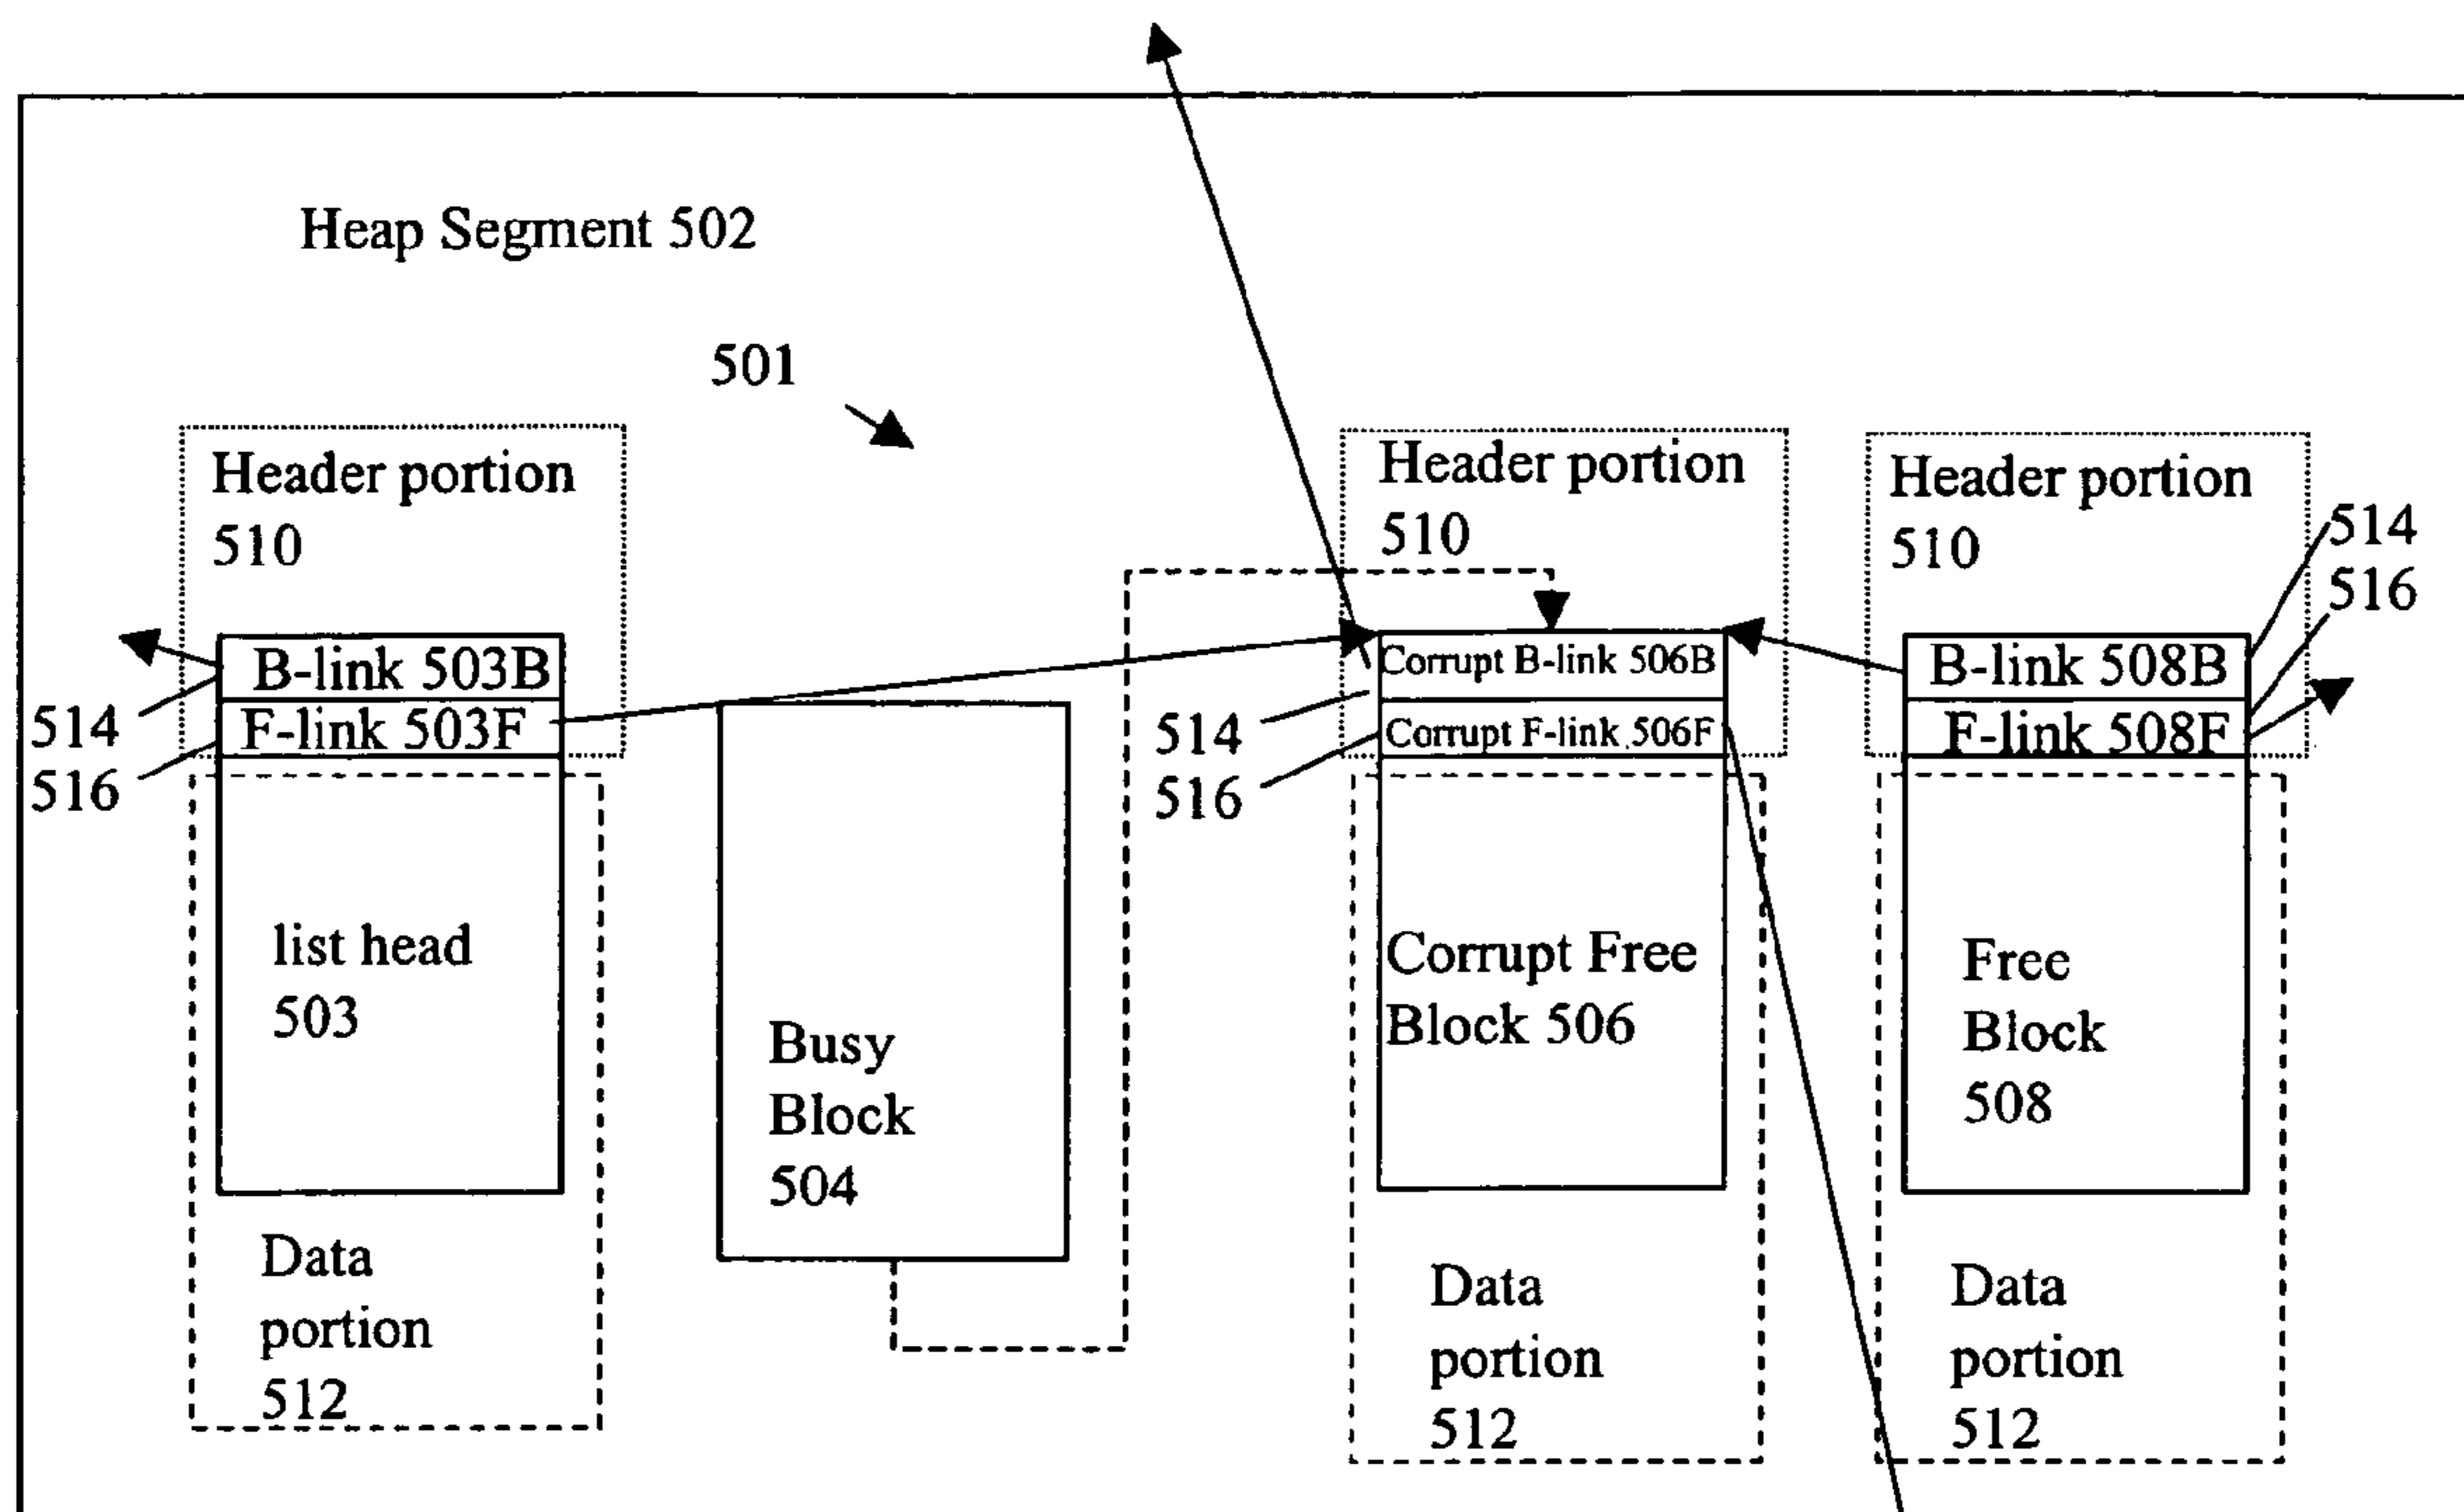 Heap Segment 502
501
Header portion
510
B-link 503B
F-link 503F
514
516
list head
503
Data
portion
512
Busy
Block
504
Header portion
510
Corrupt B-link 506B
Corrupt F-link 506F
514
516
Corrupt Free
Block 506
Data
portion
512
Header portion
510
514
516
B-link 508B
F-link 508F
Free
Block
508
Data
portion
512